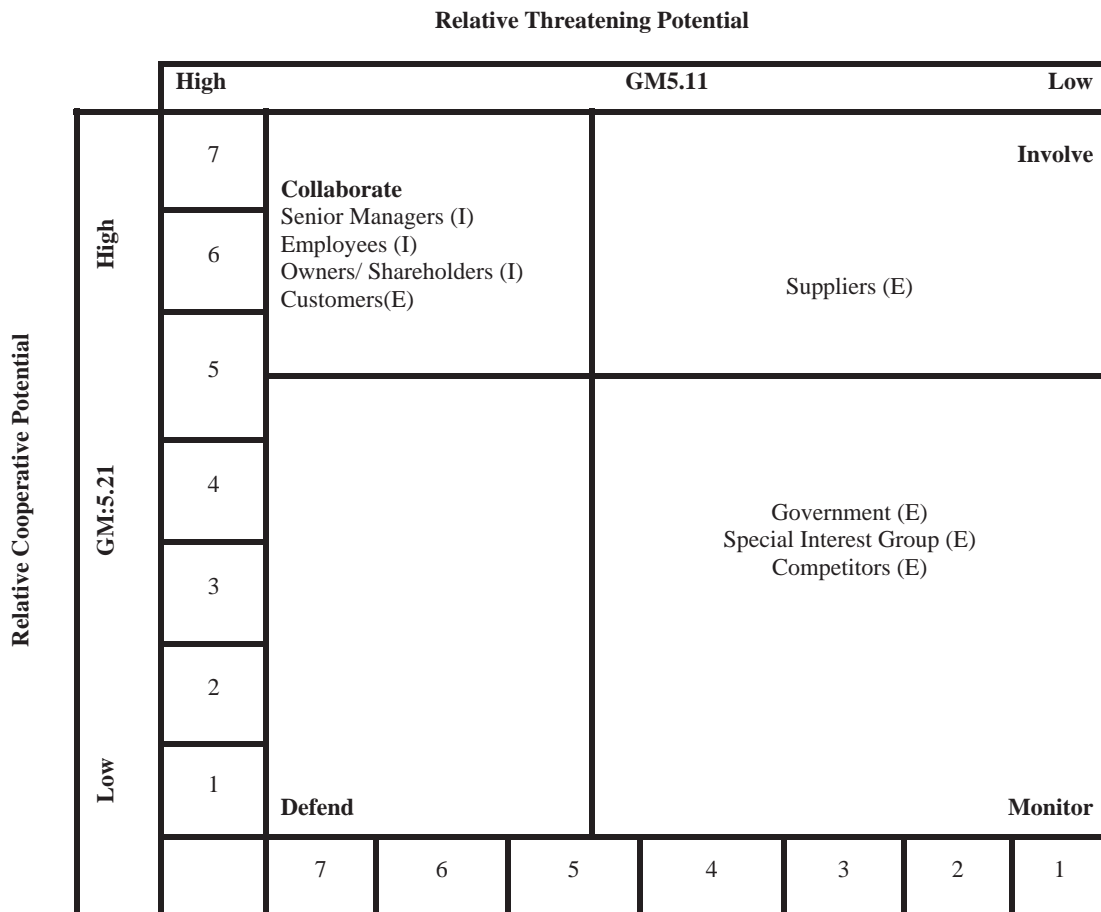 Relative Threatening Potential
High GM5.11 Low
7 Involve
Collaborate
Senior Managers (I)
High
6
Employees (I)
Owners/ Shareholders (I)
Customers(E)
Suppliers (E)
5
Relative Cooperative Potential
GM:5.21
4
Government (E)
Special Interest Group (E)
Competitors (E)
3
2
Low
1
Defend Monitor
7 6 5 4 3 2 1